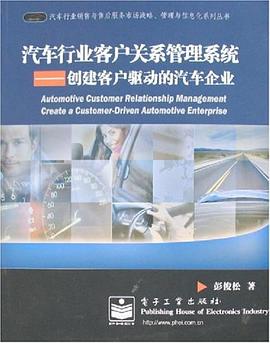 汽车行业销售与售后服务市场战略、管理与信息化系列丛书
汽车行业客户关系管理系统
——创建客户驱动的汽车企业
Automotive Customer Relationship Management
Create a Customer-Driven Automotive Enterprise
彭俊松 著
电子工业出版社
Publishing House of Electronics Industry
http://www.phei.com.cn